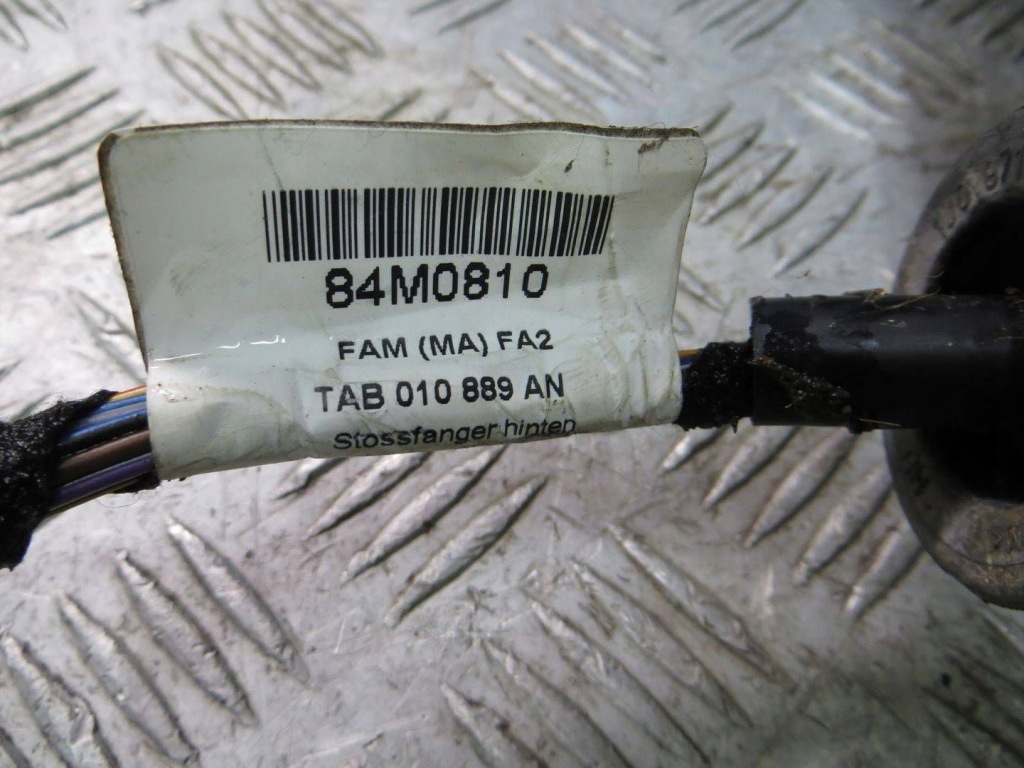 84M0810
FAM (MA) FA2
TAB 010 889 AN
Stossfanger hinten